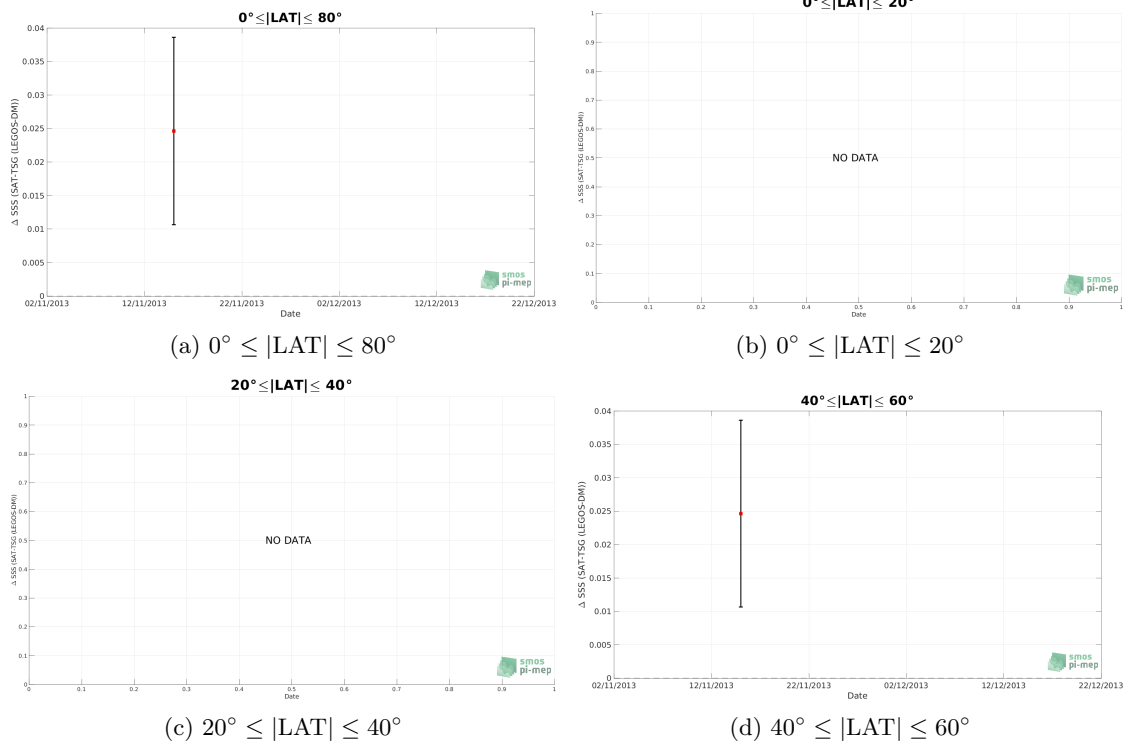 0°≤|LAT|≤ 80°
0.04
0.035
0.03
0.025
0.02
0.015
0.01
0.005
0
Δ SSS (SAT-TSG (LEGOS-DM))
02/11/2013 12/11/2013 22/11/2013 02/12/2013 12/12/2013 22/12/2013
Date
smos
pi-mep
(a) 0° ≤ |LAT| ≤ 80°
0°≤|LAT|≤ 20°
1
0.9
0.8
0.7
0.6
0.5
0.4
0.3
0.2
0.1
0
Δ SSS (SAT-TSG (LEGOS-DM))
NO DATA
0 0.1 0.2 0.3 0.4 0.5 0.6 0.7 0.8 0.9 1
Date
smos
pi-mep
(b) 0° ≤ |LAT| ≤ 20°
20°≤|LAT|≤ 40°
1
0.9
0.8
0.7
0.6
0.5
0.4
0.3
0.2
0.1
0
Δ SSS (SAT-TSG (LEGOS-DM))
NO DATA
0 0.1 0.2 0.3 0.4 0.5 0.6 0.7 0.8 0.9 1
Date
smos
pi-mep
(c) 20° ≤ |LAT| ≤ 40°
40°≤|LAT|≤ 60°
0.04
0.035
0.03
0.025
0.02
0.015
0.01
0.005
0
Δ SSS (SAT-TSG (LEGOS-DM))
02/11/2013 12/11/2013 22/11/2013 02/12/2013 12/12/2013 22/12/2013
Date
smos
pi-mep
(d) 40° ≤ |LAT| ≤ 60°